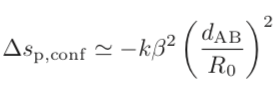 Δs_{p,conf} ≃ −kβ² (d_{AB} / R_0)²